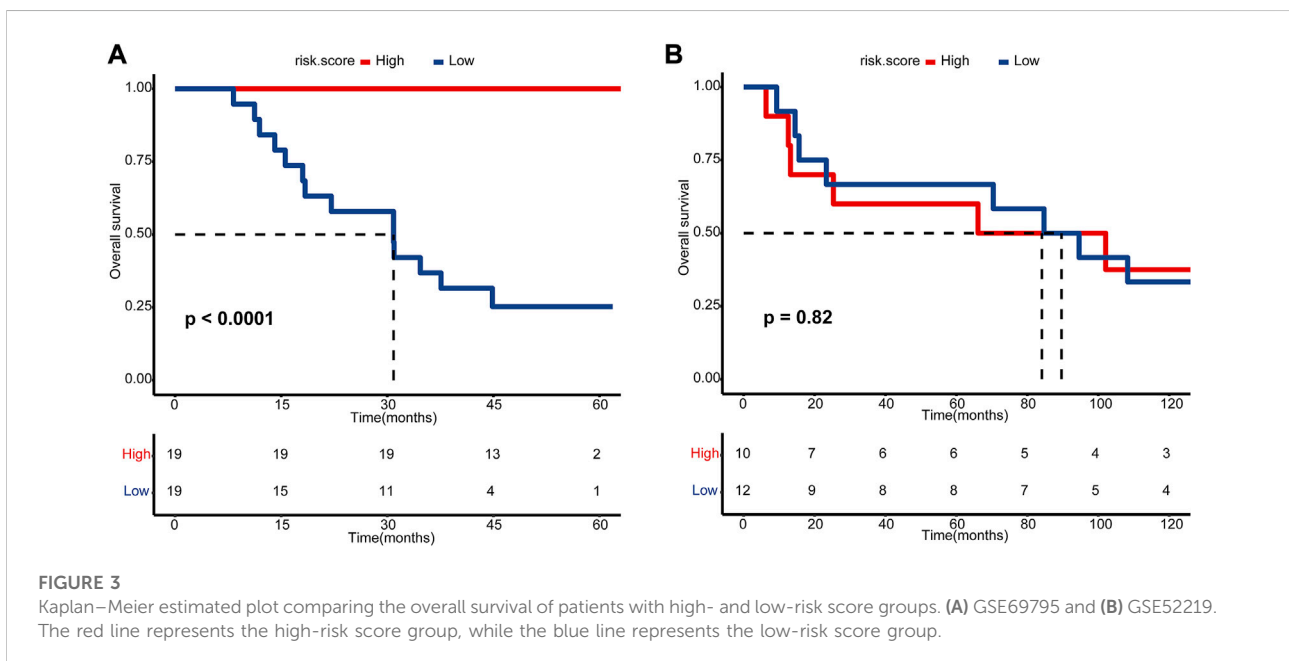 A
risk.score High Low
1.00
0.75
0.50
0.25
0.00
Overall survival
p < 0.0001
0 15 30 45 60
Time(months)
High 19 19 19 13 2
Low 19 15 11 4 1
0 15 30 45 60
Time(months)
B
risk.score High Low
1.00
0.75
0.50
0.25
0.00
Overall survival
p = 0.82
0 20 40 60 80 100 120
Time(months)
High 10 7 6 6 5 4 3
Low 12 9 8 8 7 5 4
0 20 40 60 80 100 120
Time(months)
FIGURE 3
Kaplan–Meier estimated plot comparing the overall survival of patients with high- and low-risk score groups. (A) GSE69795 and (B) GSE52219.
The red line represents the high-risk score group, while the blue line represents the low-risk score group.